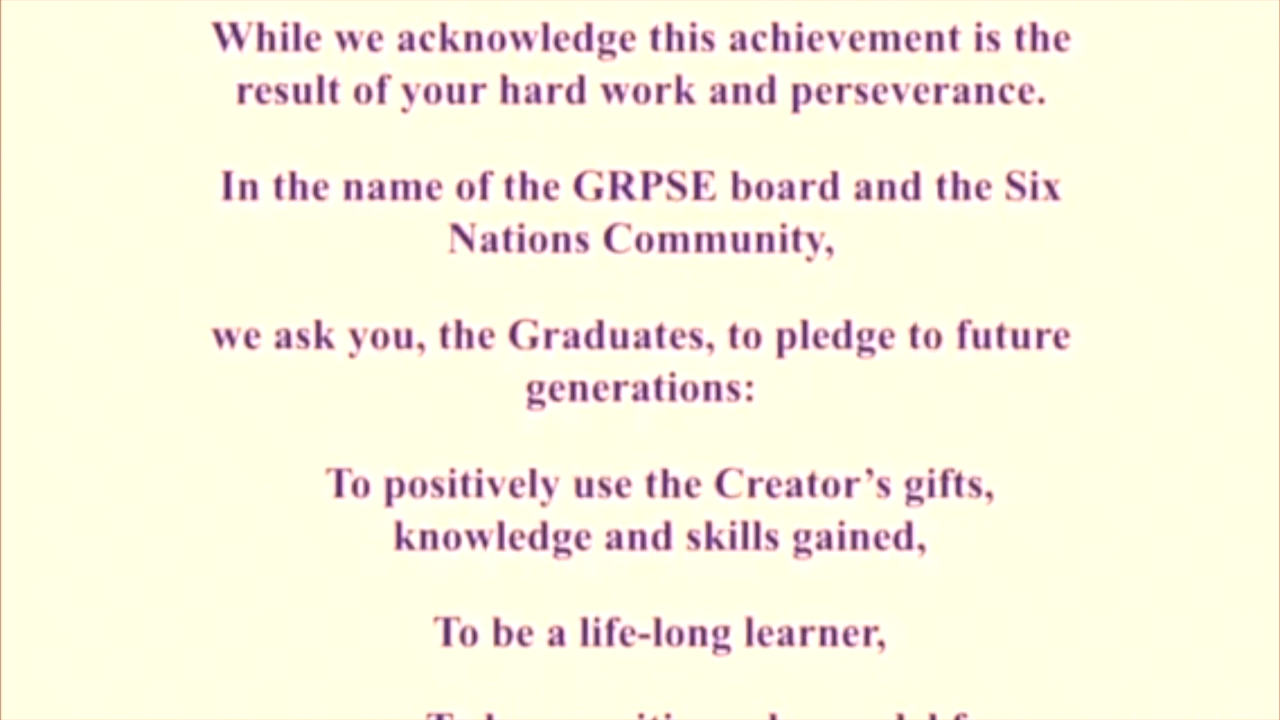 While we acknowledge this achievement is the
result of your hard work and perseverance.
In the name of the GRPSE board and the Six
Nations Community,
we ask you, the Graduates, to pledge to future
generations:
To positively use the Creator’s gifts,
knowledge and skills gained,
To be a life-long learner,